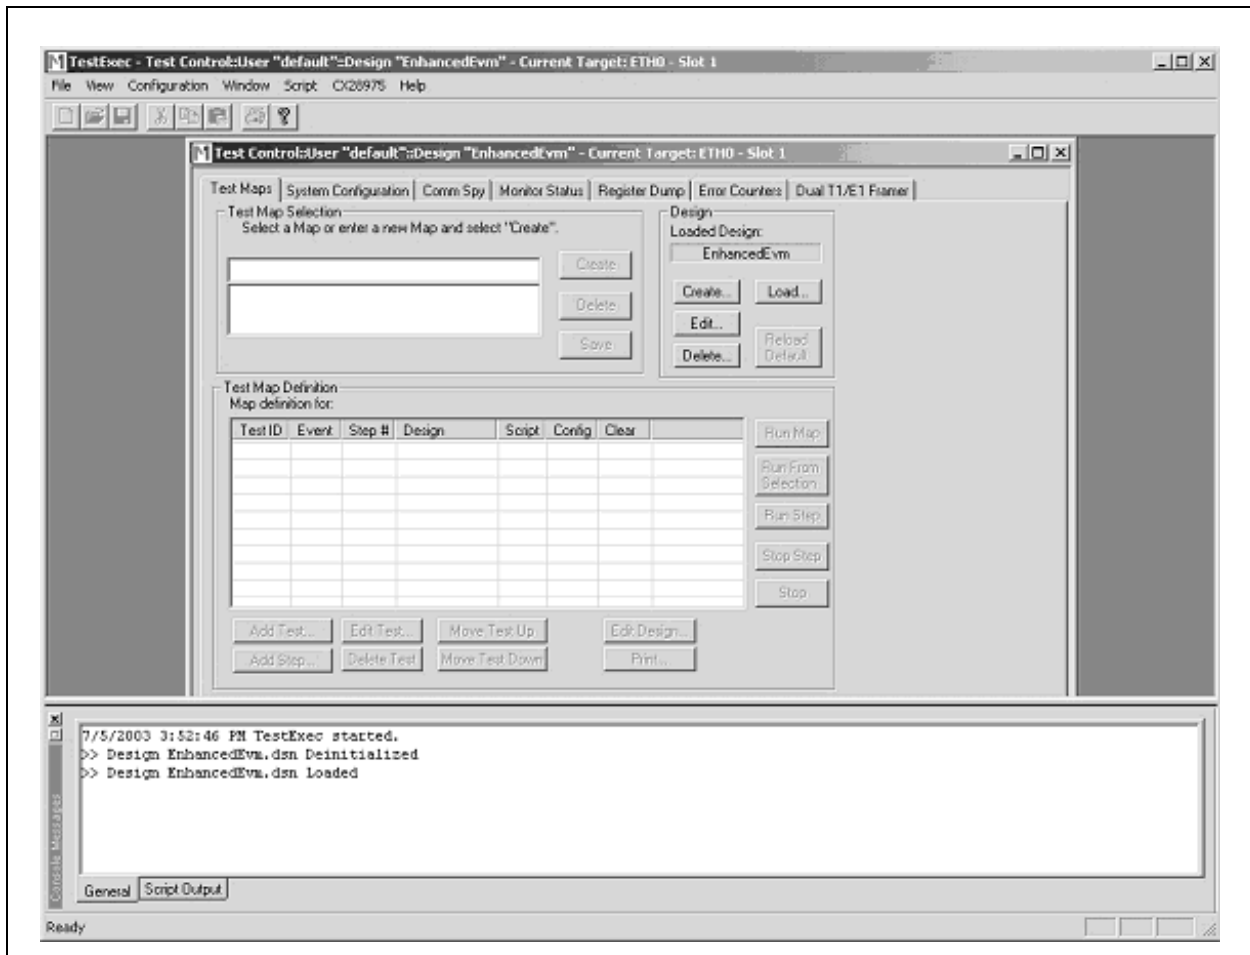 TestExec - Test Control::User "default"::Design "EnhancedEvm" - Current Target: ETH0 - Slot 1
File View Configuration Window Script CX28975 Help
Test Control::User "default"::Design "EnhancedEvm" - Current Target: ETH0 - Slot 1
Test Maps System Configuration Comm Spy Monitor Status Register Dump Error Counters Dual T1/E1 Framer
Test Map Selection
Select a Map or enter a new Map and select "Create".
Create
Delete
Save
Design
Loaded Design:
EnhancedEvm
Create... Load...
Edit...
Reload
Default
Delete...
Test Map Definition
Map definition for:
Test ID Event Step # Design Script Config Clear
Run Map
Run From
Selection
Run Step
Stop Step
Stop
Add Test... Edit Test... Move Test Up Edit Design...
Add Step... Delete Test Move Test Down Print...
7/5/2003 3:52:46 PM TestExec started.
>> Design EnhancedEvm.dsn Deinitialized
>> Design EnhancedEvm.dsn Loaded
Console Messages
General Script Output
Ready